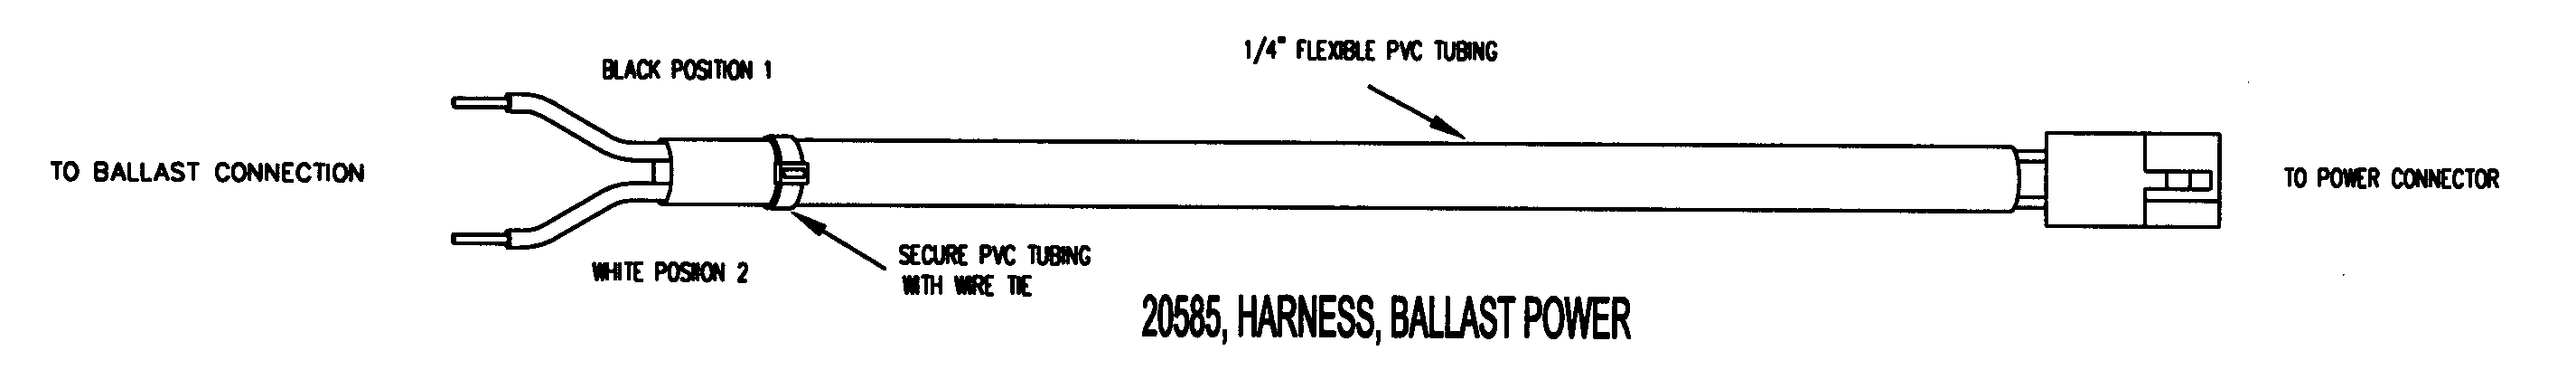 1/4" FLEXIBLE PVC TUBING
BLACK POSITION 1
TO BALLAST CONNECTION
TO POWER CONNECTOR
WHITE POSIION 2
SECURE PVC TUBING
WITH WIRE TIE
20585, HARNESS, BALLAST POWER